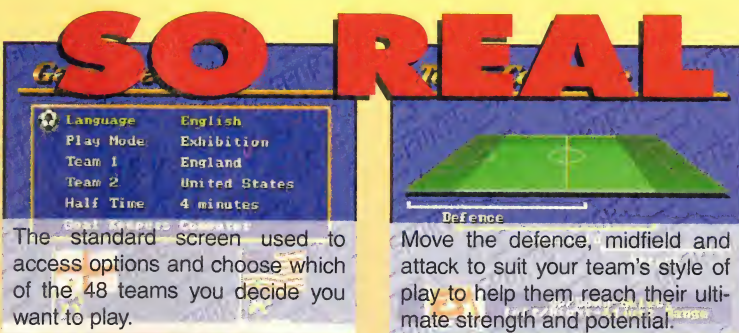 SO REAL
Language English
Play Mode Exhibition
Team 1 England
Team 2 United States
Half Time 4 minutes
Goal Keepers Computer
The standard screen used to
access options and choose which
of the 48 teams you decide you
want to play.
Defence
Move the defence, midfield and
attack to suit your team's style of
play to help them reach their ulti-
mate strength and potential.